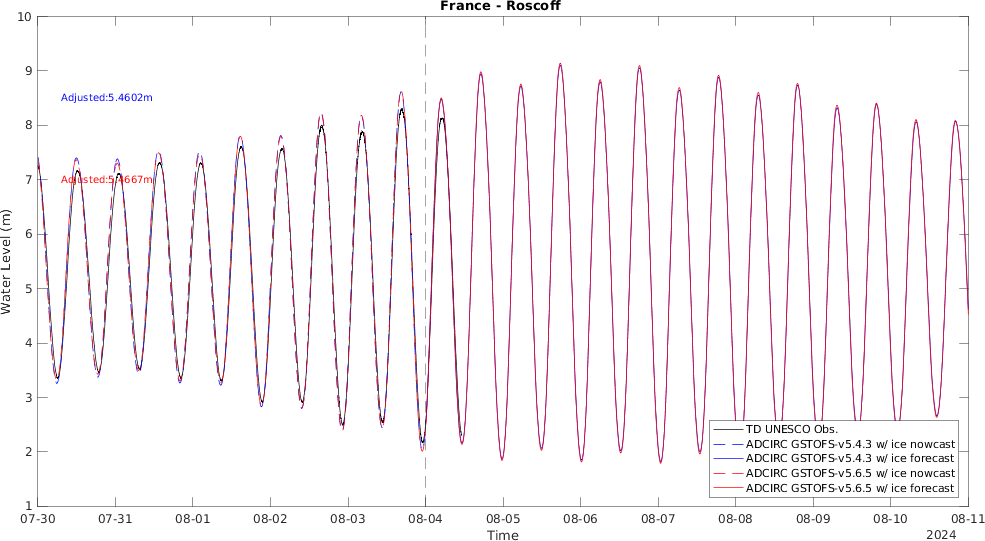 France - Roscoff
10
9
8
7
6
5
4
3
2
1
Water Level (m)
Adjusted:5.4602m
Adjusted:5.4667m
TD UNESCO Obs.
ADCIRC GSTOFS-v5.4.3 w/ ice nowcast
ADCIRC GSTOFS-v5.4.3 w/ ice forecast
ADCIRC GSTOFS-v5.6.5 w/ ice nowcast
ADCIRC GSTOFS-v5.6.5 w/ ice forecast
07-30 07-31 08-01 08-02 08-03 08-04 08-05 08-06 08-07 08-08 08-09 08-10 08-11
Time
2024